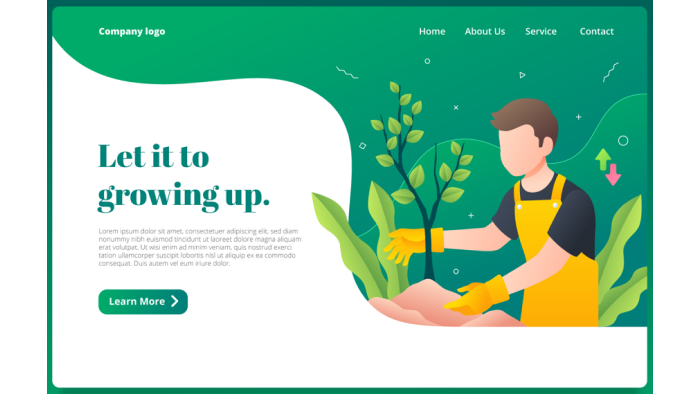 Company logo
Home About Us Service Contact
Let it to
growing up.
Lorem ipsum dolor sit amet, consectetuer adipiscing elit, sed diam
nonummy nibh euismod tincidunt ut laoreet dolore magna aliquam
erat volutpat. Ut wisi enim ad minim veniam, quis nostrud exerci
tation ullamcorper suscipit lobortis nisl ut aliquip ex ea commodo
consequat. Duis autem vel eum iriure dolor.
Learn More